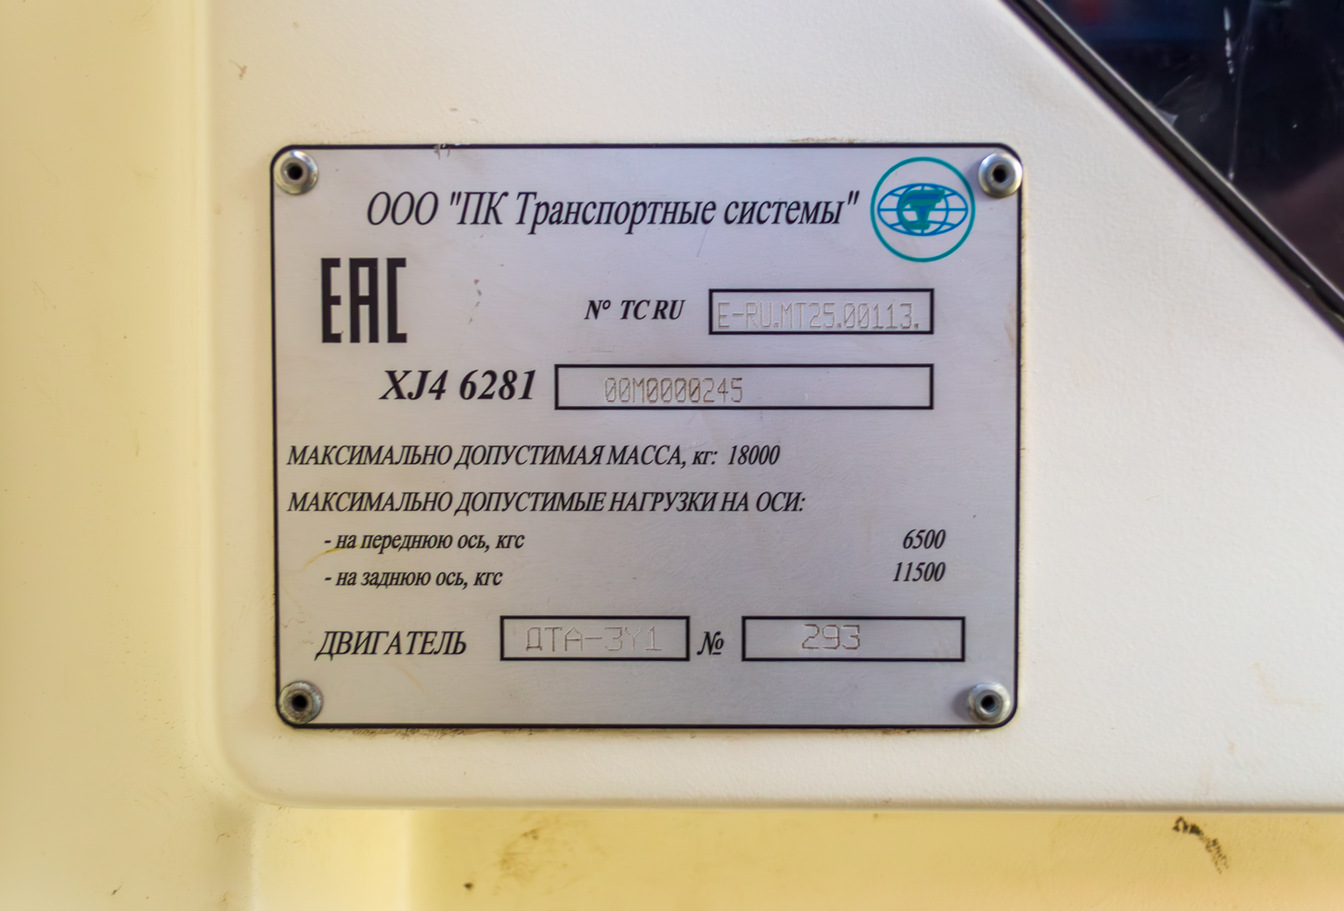 ООО "ПК Транспортные системы"
ЕАС
№ ТС RU E-RU.MT25.00113.
XJ4 6281 00M0000245
МАКСИМАЛЬНО ДОПУСТИМАЯ МАССА, кг: 18000
МАКСИМАЛЬНО ДОПУСТИМЫЕ НАГРУЗКИ НА ОСИ:
- на переднюю ось, кгс 6500
- на заднюю ось, кгс 11500
ДВИГАТЕЛЬ ДТА-3У1 № 293